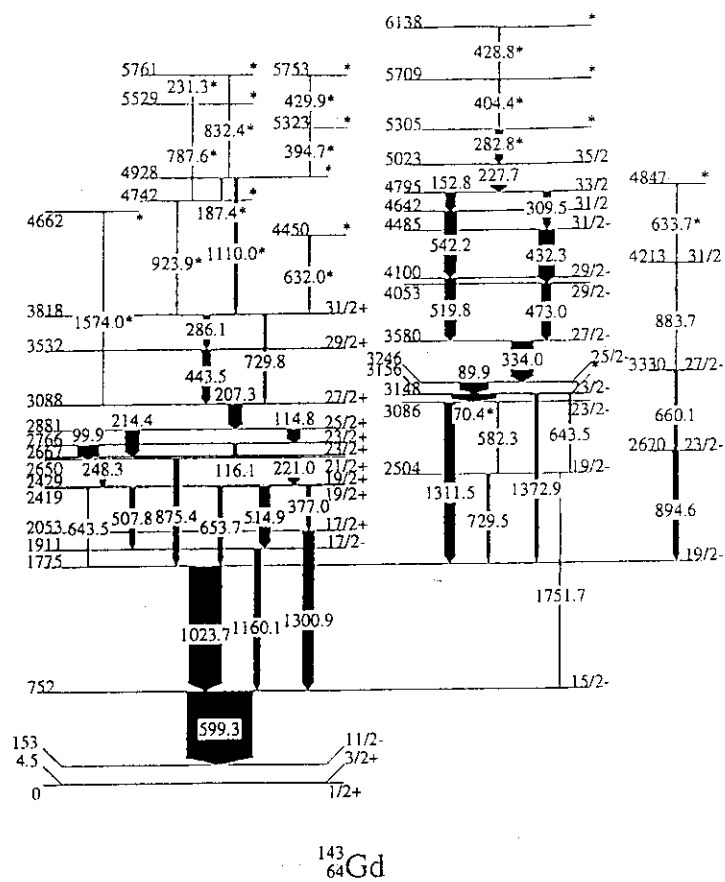 6138 *
428.8*
5761 * 5753 * 5709 *
231.3* 429.9* 404.4*
5529 * 5323 * 5305 *
832.4* 282.8*
787.6* 394.7* 5023 35/2
4928 * 227.7
4742 * 4795 152.8 33/2 4847 *
187.4* 4642 309.5 31/2
4662 * 4450 * 4485 31/2- 633.7*
923.9* 1110.0* 632.0* 542.2 432.3 4213 31/2
4100 29/2-
4053 29/2-
3818 31/2+ 519.8 473.0 883.7
1574.0* 286.1 3580 27/2-
3532 29/2+ 334.0 25/2-
729.8 3246 *
443.5 3156 89.9 3330 27/2-
3088 207.3 27/2+ 3148 23/2-
3086 70.4* 23/2- 660.1
2881 214.4 114.8 25/2+ 582.3 643.5
2766 99.9 23/2+ 2670 23/2-
2667 23/2+
2650 248.3 116.1 221.0 21/2+ 2504 19/2-
2429 19/2+
2419 19/2+ 1311.5 1372.9
643.5 507.8 875.4 653.7 514.9 377.0 729.5 894.6
2053 17/2+
1911 17/2-
1775 19/2-
1751.7
1023.7 1160.1 1300.9
752 15/2-
599.3
153 11/2-
4.5 3/2+
0 1/2+
143
64Gd